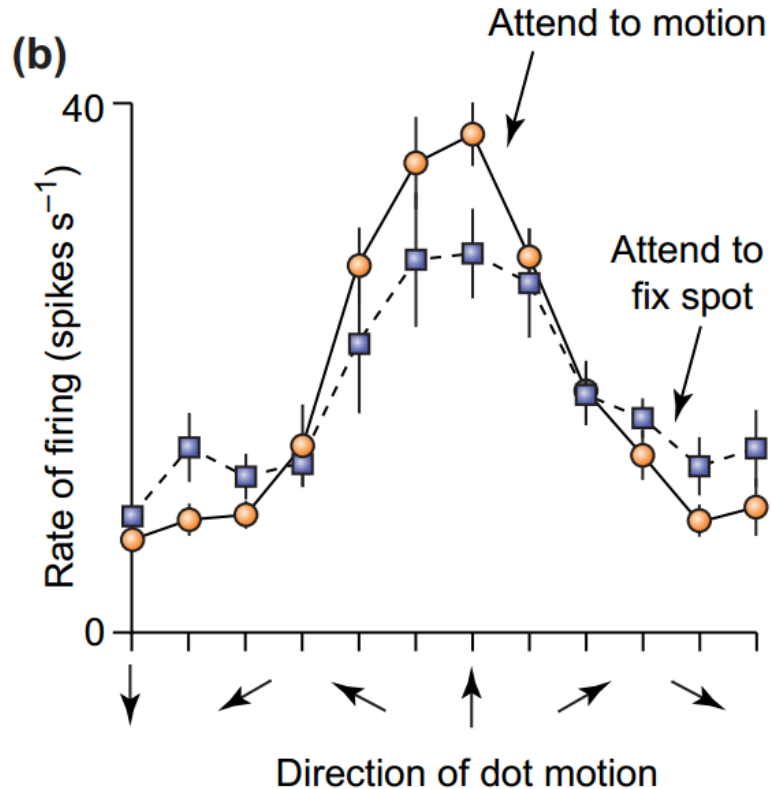 (b)
Attend to motion
40
Rate of firing (spikes s⁻¹)
Attend to
fix spot
0
Direction of dot motion